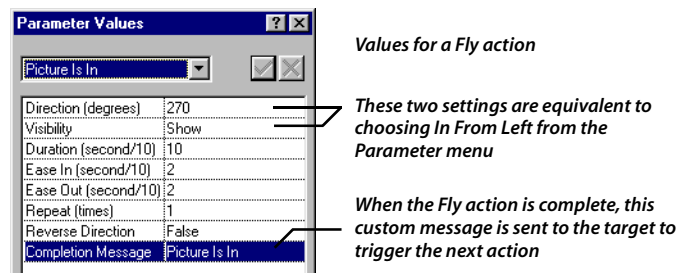 Parameter Values
Picture Is In
Direction (degrees) 270
Visibility Show
Duration (second/10) 10
Ease In (second/10) 2
Ease Out (second/10) 2
Repeat (times) 1
Reverse Direction False
Completion Message Picture Is In
Values for a Fly action
These two settings are equivalent to
choosing In From Left from the
Parameter menu
When the Fly action is complete, this
custom message is sent to the target to
trigger the next action